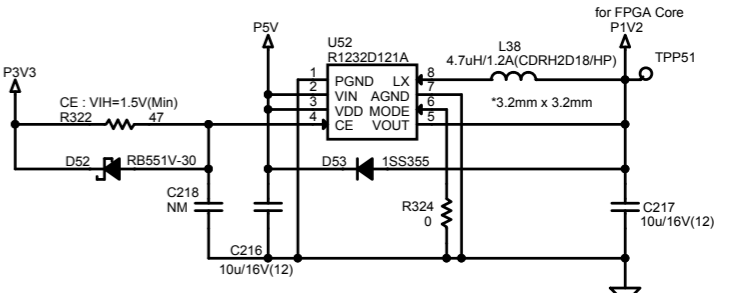 for FPGA Core
P5V
P1V2
U52
R1232D121A
L38
4.7uH/1.2A(CDRH2D18/HP)
TPP51
P3V3
1 PGND LX 8
2 VIN AGND 7
3 VDD MODE 6
4 CE VOUT 5
*3.2mm x 3.2mm
CE : VIH=1.5V(Min)
R322 47
D52 RB551V-30
D53 1SS355
C218
NM
R324
0
C217
10u/16V(12)
C216
10u/16V(12)